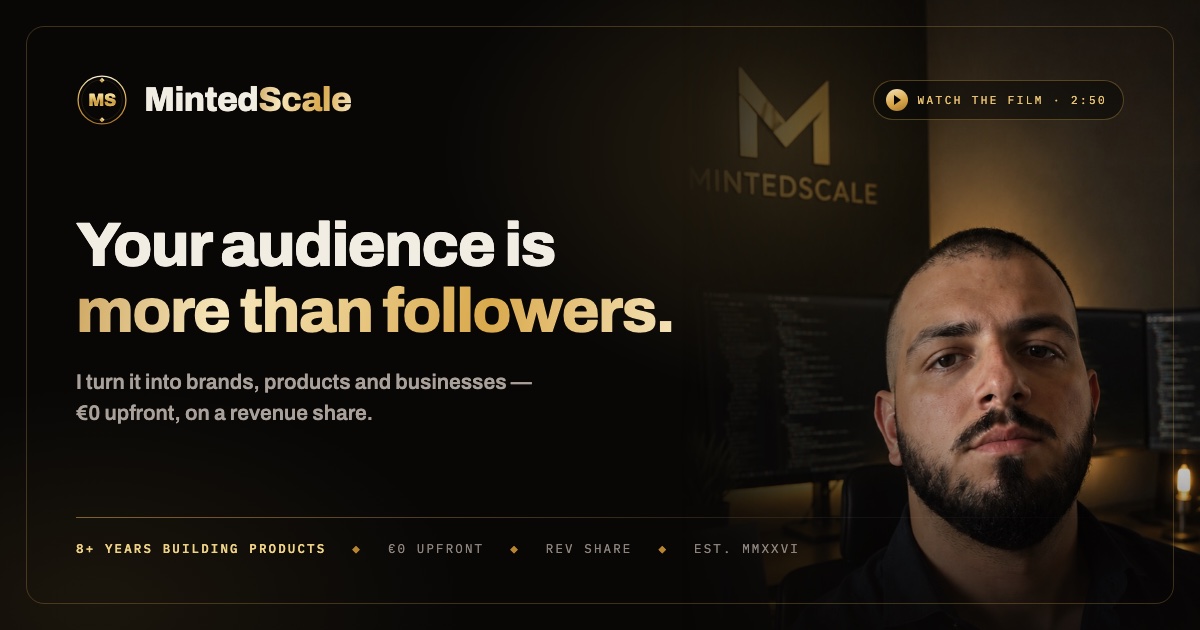 MS
MintedScale
WATCH THE FILM · 2:50
M
MINTEDSCALE
Your audience is
more than followers.
I turn it into brands, products and businesses —
€0 upfront, on a revenue share.
8+ YEARS BUILDING PRODUCTS ◆ €0 UPFRONT ◆ REV SHARE ◆ EST. MMXXVI